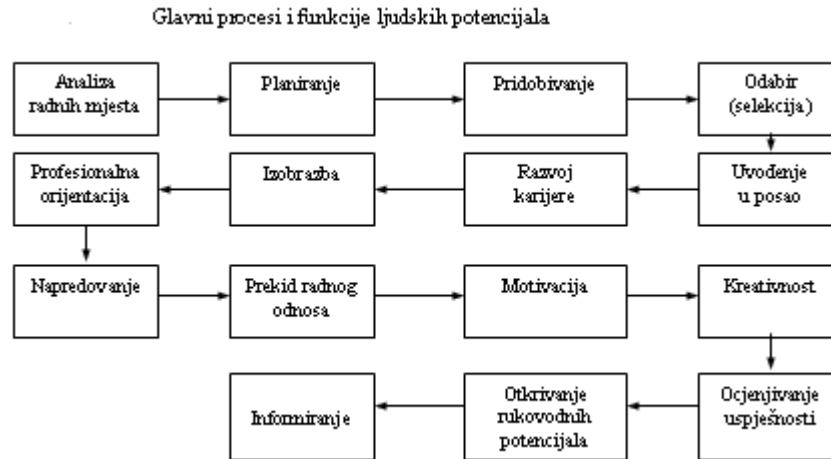 Glavni procesi i funkcije ljudskih potencijala
Analiza
radnih mjesta
Planiranje
Pridobivanje
Odabir
(selekcija)
Uvođenje
u posao
Razvoj
karijere
Izobrazba
Profesionalna
orijentacija
Napredovanje
Prekid radnog
odnosa
Motivacija
Kreativnost
Ocjenjivanje
uspješnosti
Otkrivanje
rukovodnih
potencijala
Informiranje